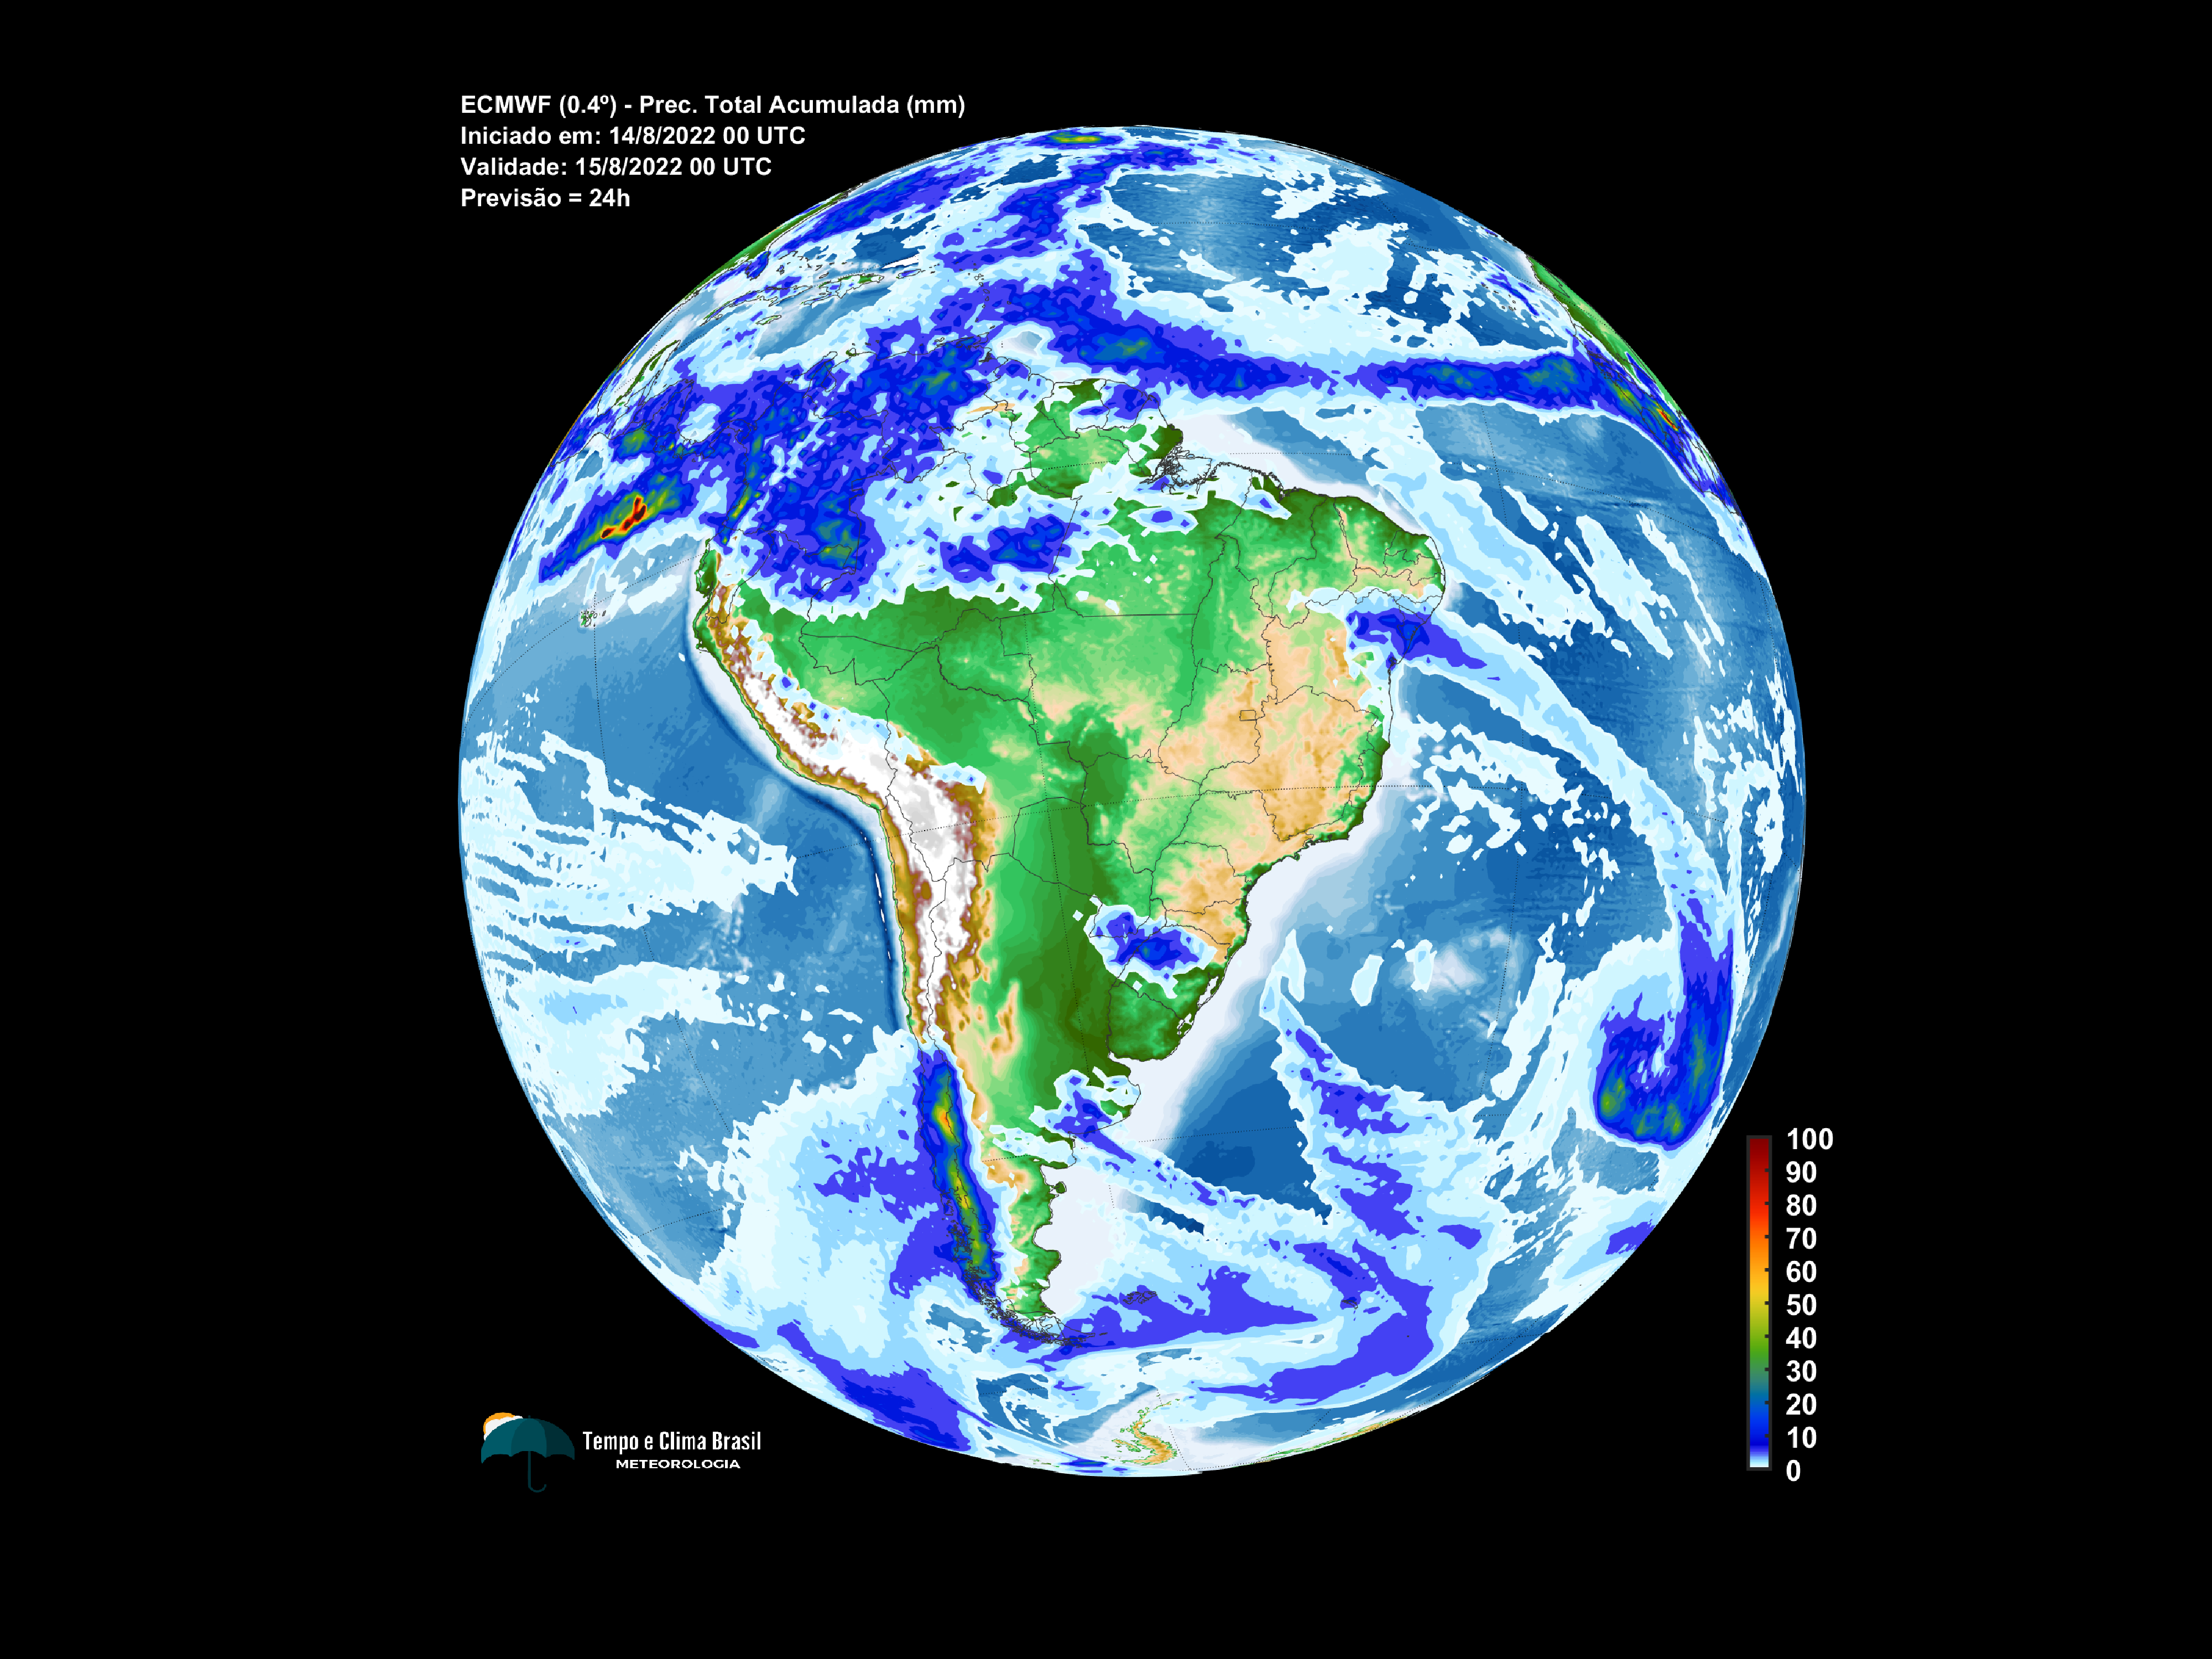 ECMWF (0.4º) - Prec. Total Acumulada (mm)
Iniciado em: 14/8/2022 00 UTC
Validade: 15/8/2022 00 UTC
Previsão = 24h
100
90
80
70
60
50
40
30
20
10
0
Tempo e Clima Brasil
METEOROLOGIA